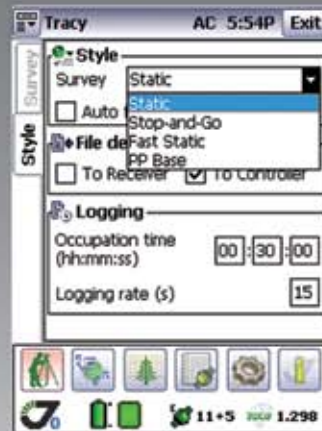 Tracy AC 5:54P Exit
Survey
Style
Style
Survey Static
Static
Auto
Stop-and-Go
File de Fast Static
PP Base
To Receiver To Controller
Logging
Occupation time
(hh:mm:ss) 00 : 30 : 00
Logging rate (s) 15
0 11+5 1.298